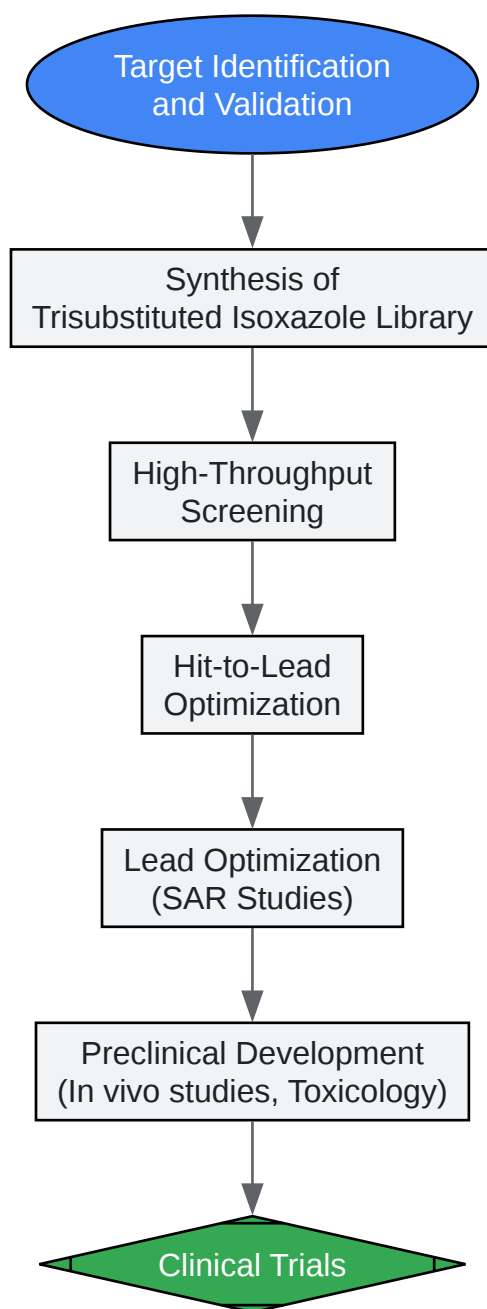 Target Identification
and Validation
Synthesis of
Trisubstituted Isoxazole Library
High-Throughput
Screening
Hit-to-Lead
Optimization
Lead Optimization
(SAR Studies)
Preclinical Development
(In vivo studies, Toxicology)
Clinical Trials